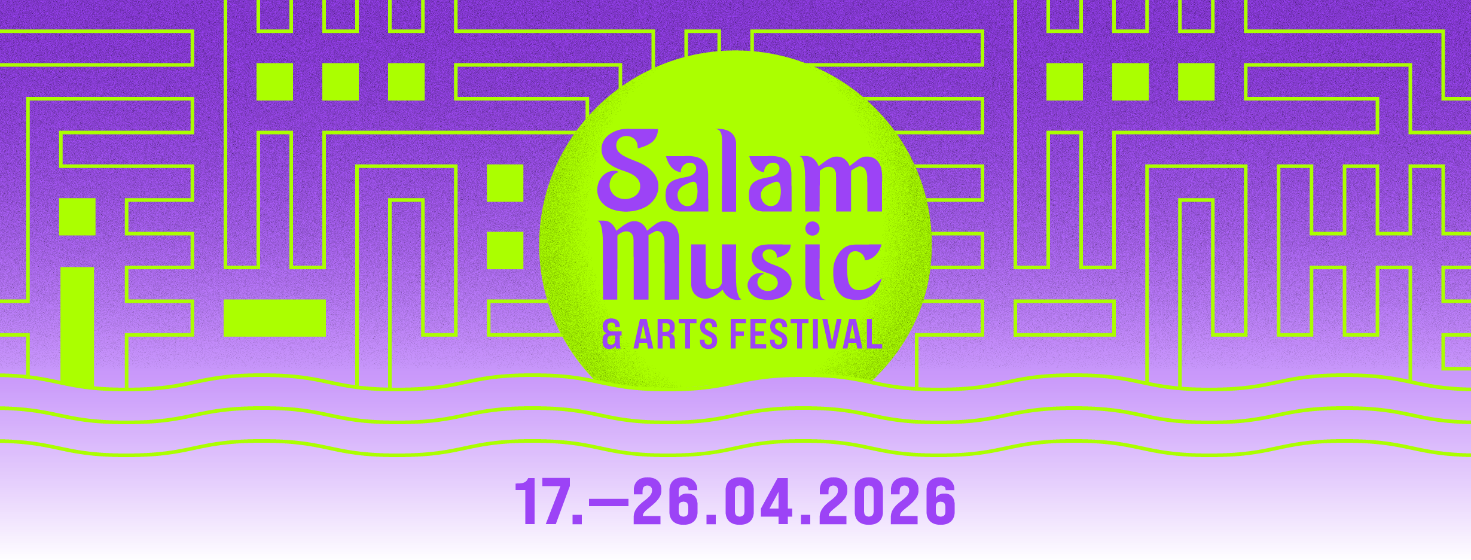 Salam
Music
& ARTS FESTIVAL
17.–26.04.2026